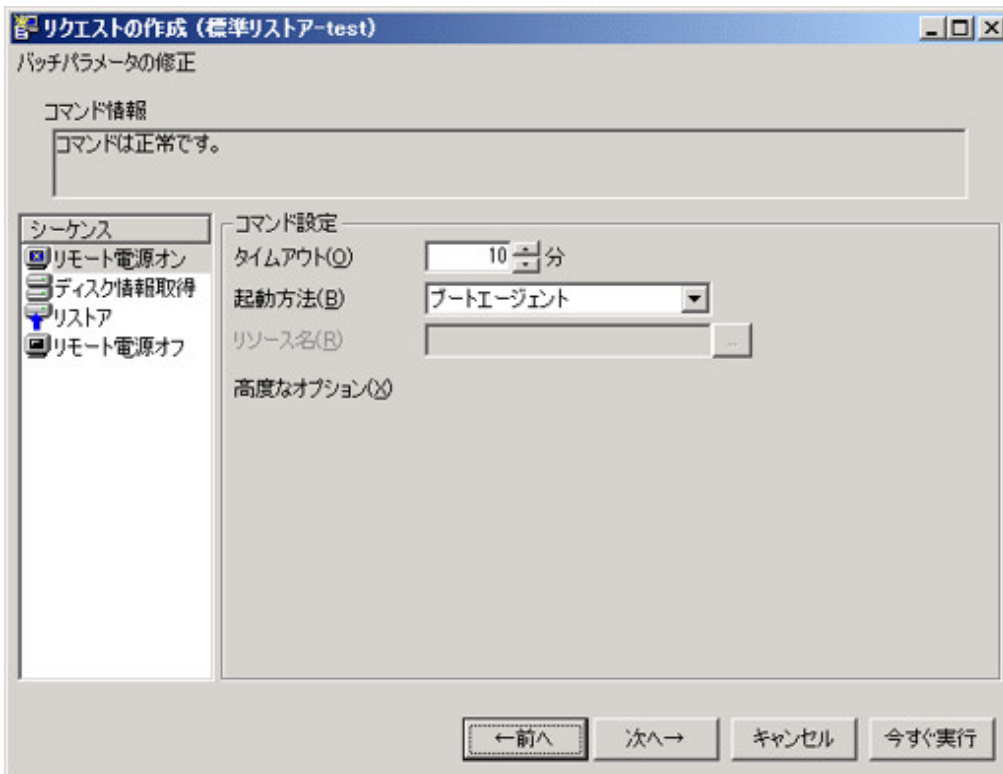 リクエストの作成（標準リストア-test）
バッチパラメータの修正
コマンド情報
コマンドは正常です。
シーケンス
リモート電源オン
ディスク情報取得
リストア
リモート電源オフ
コマンド設定
タイムアウト(O) 10 分
起動方法(B) ブートエージェント
リソース名(R) ...
高度なオプション(X)
←前へ 次へ→ キャンセル 今すぐ実行